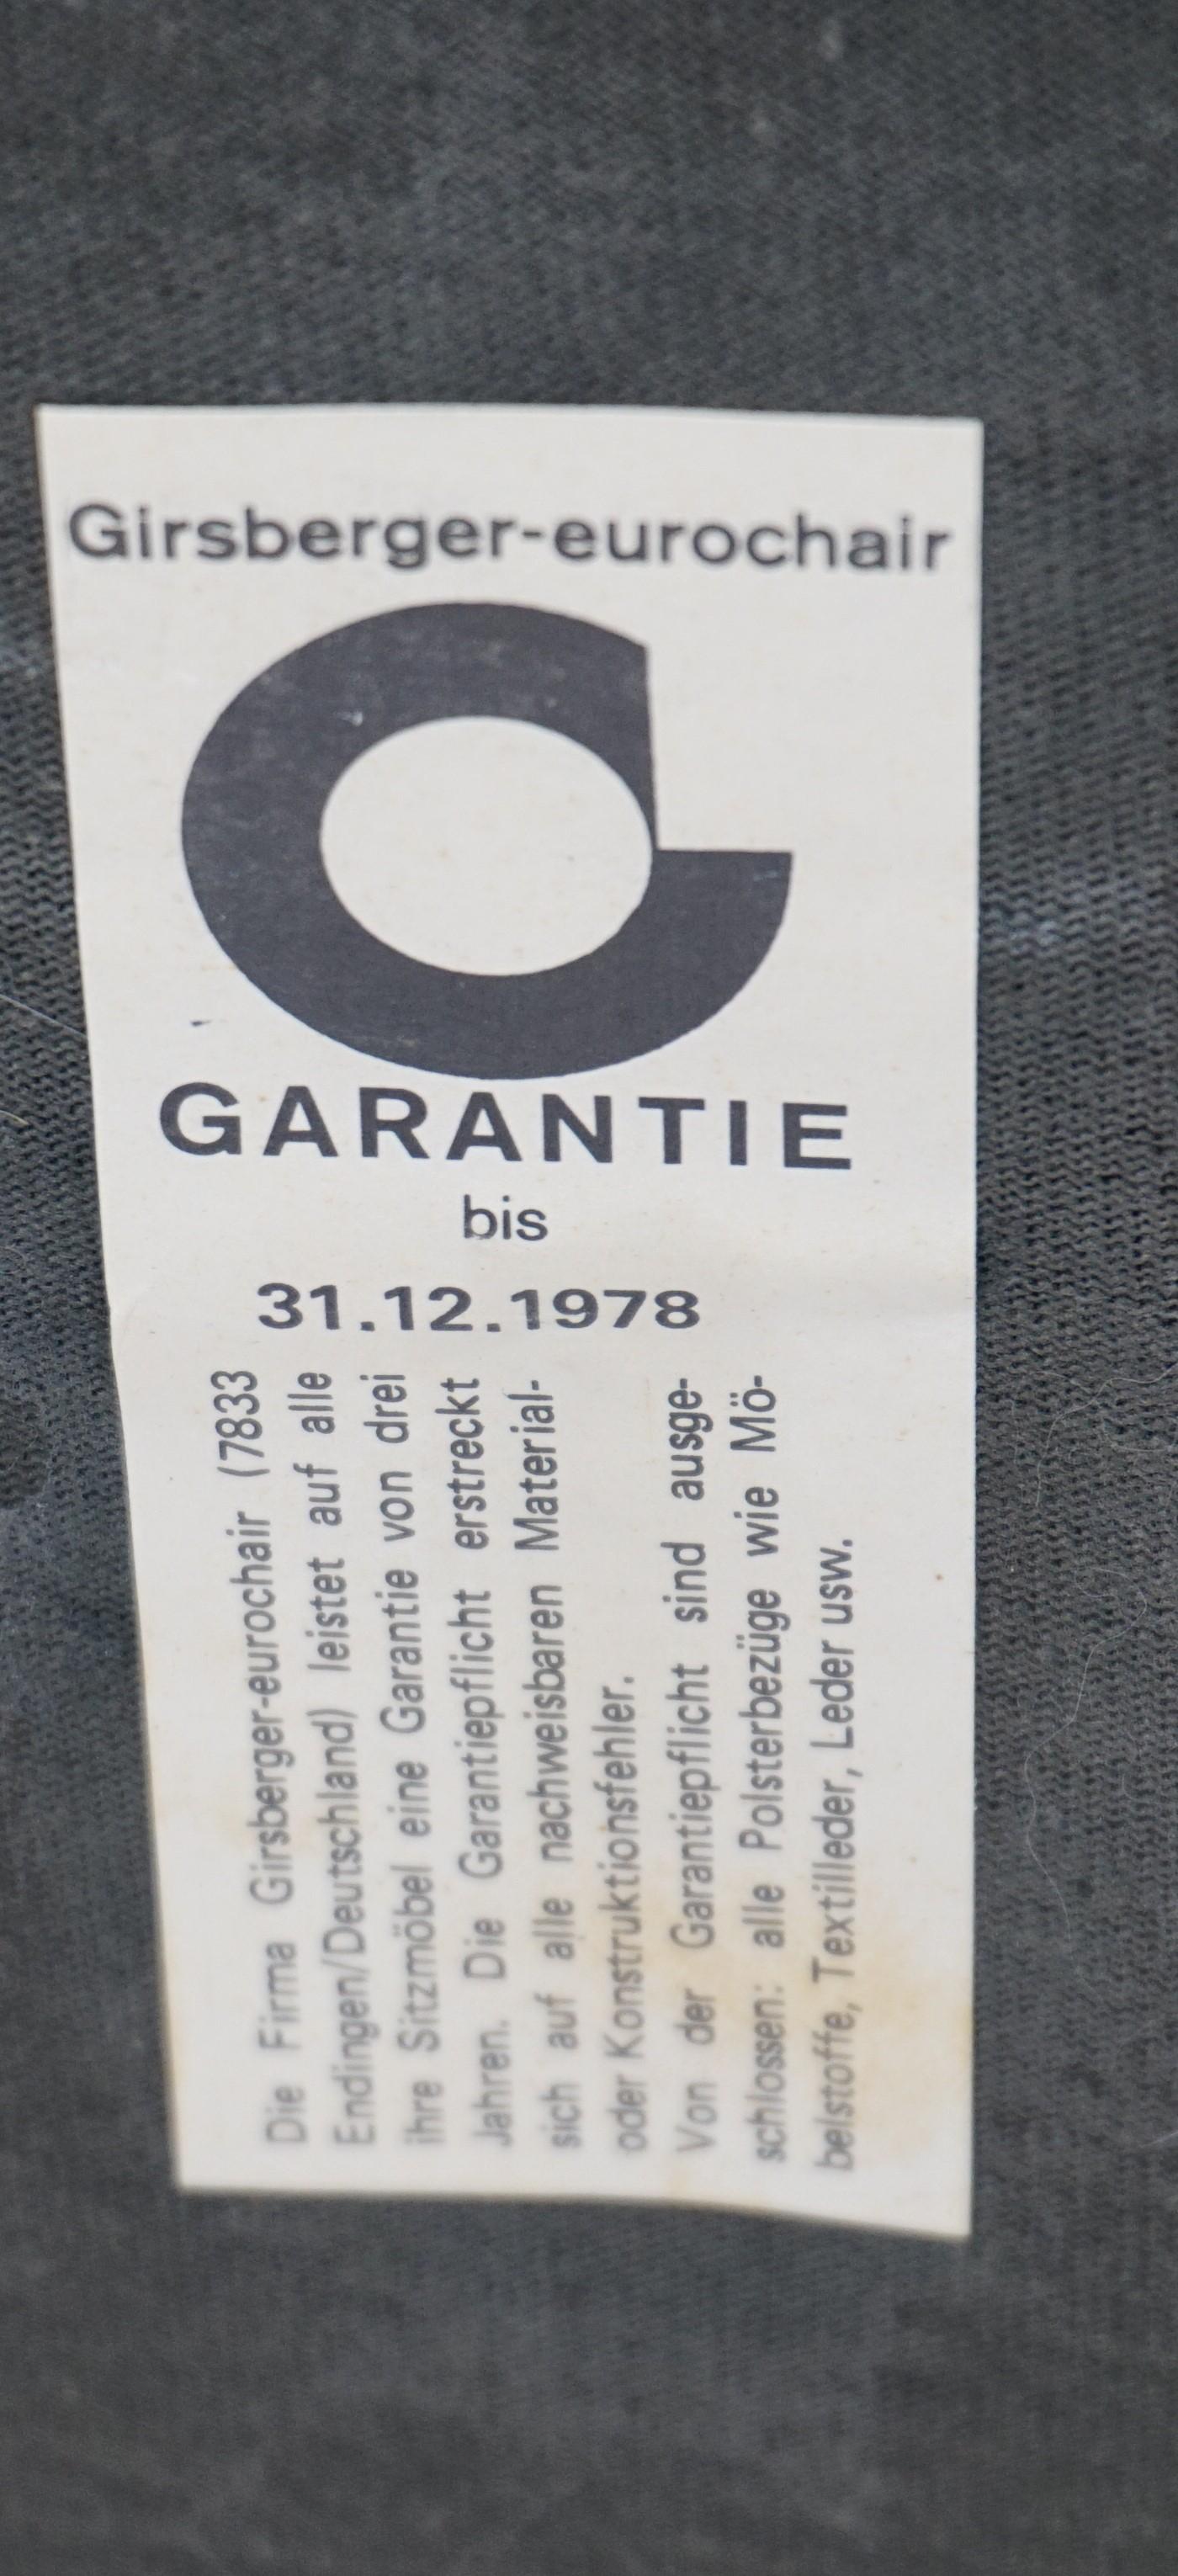 Girsberger-eurochair
GARANTIE
bis
31.12.1978
Die Firma Girsberger-eurochair (7833
Endingen/Deutschland) leistet auf alle
ihre Sitzmöbel eine Garantie von drei
Jahren. Die Garantiepflicht erstreckt
sich auf alle nachweisbaren Material-
oder Konstruktionsfehler.
Von der Garantiepflicht sind ausge-
schlossen: alle Polsterbezüge wie Mö-
belstoffe, Textilleder, Leder usw.